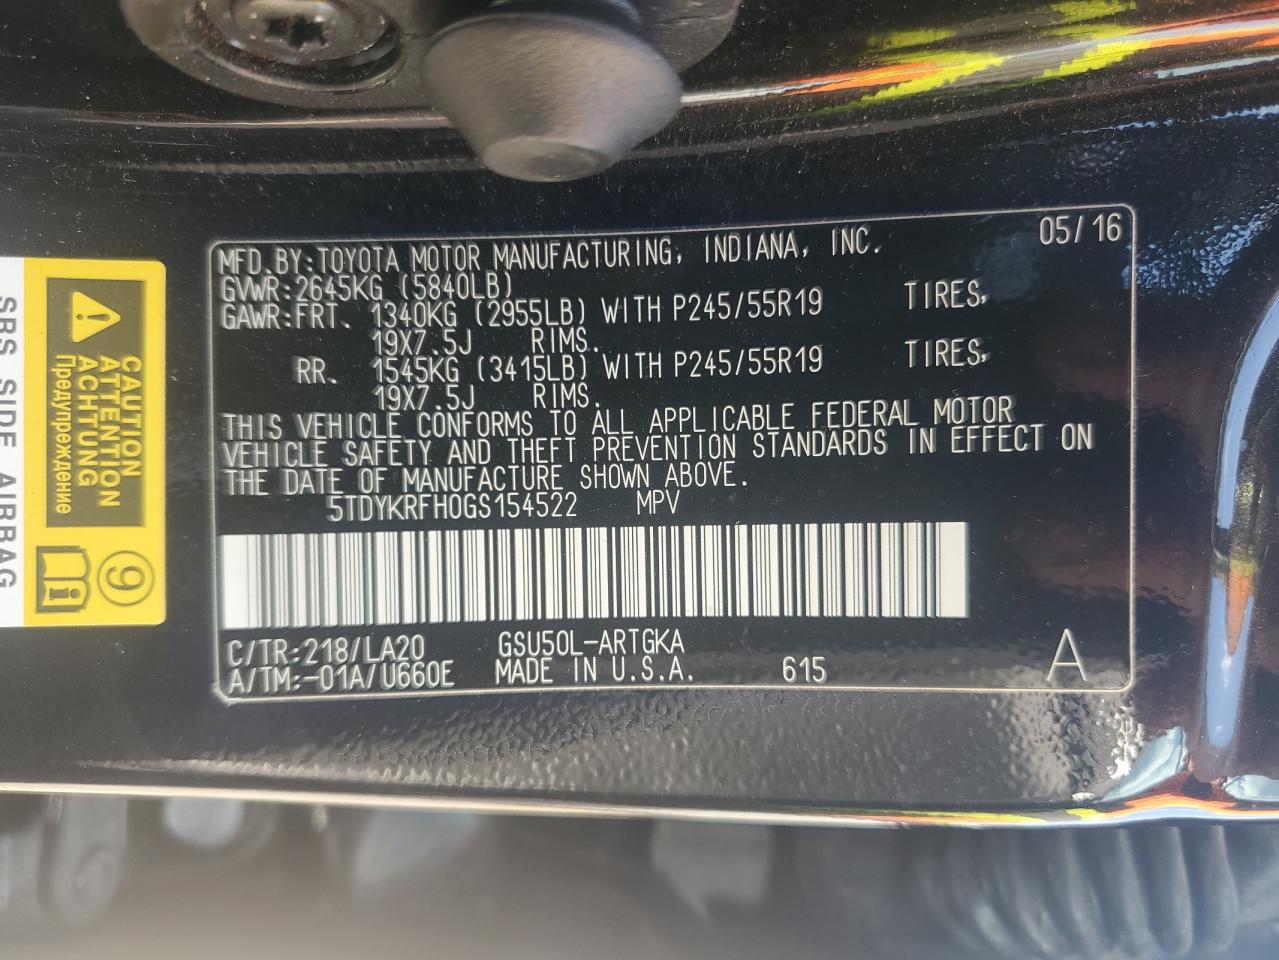 MFD.BY:TOYOTA MOTOR MANUFACTURING, INDIANA, INC. 05/16
GVWR:2645KG (5840LB)
GAWR:FRT. 1340KG (2955LB) WITH P245/55R19 TIRES,
19X7.5J RIMS.
RR. 1545KG (3415LB) WITH P245/55R19 TIRES,
19X7.5J RIMS.
THIS VEHICLE CONFORMS TO ALL APPLICABLE FEDERAL MOTOR
VEHICLE SAFETY AND THEFT PREVENTION STANDARDS IN EFFECT ON
THE DATE OF MANUFACTURE SHOWN ABOVE.
5TDYKRFH0GS154522 MPV
C/TR:218/LA20 GSU50L-ARTGKA
A/TM:-01A/U660E MADE IN U.S.A. 615 A
CAUTION
ATTENTION
ACHTUNG
Предупреждение
9
i
SRS SIDE AIRBAG